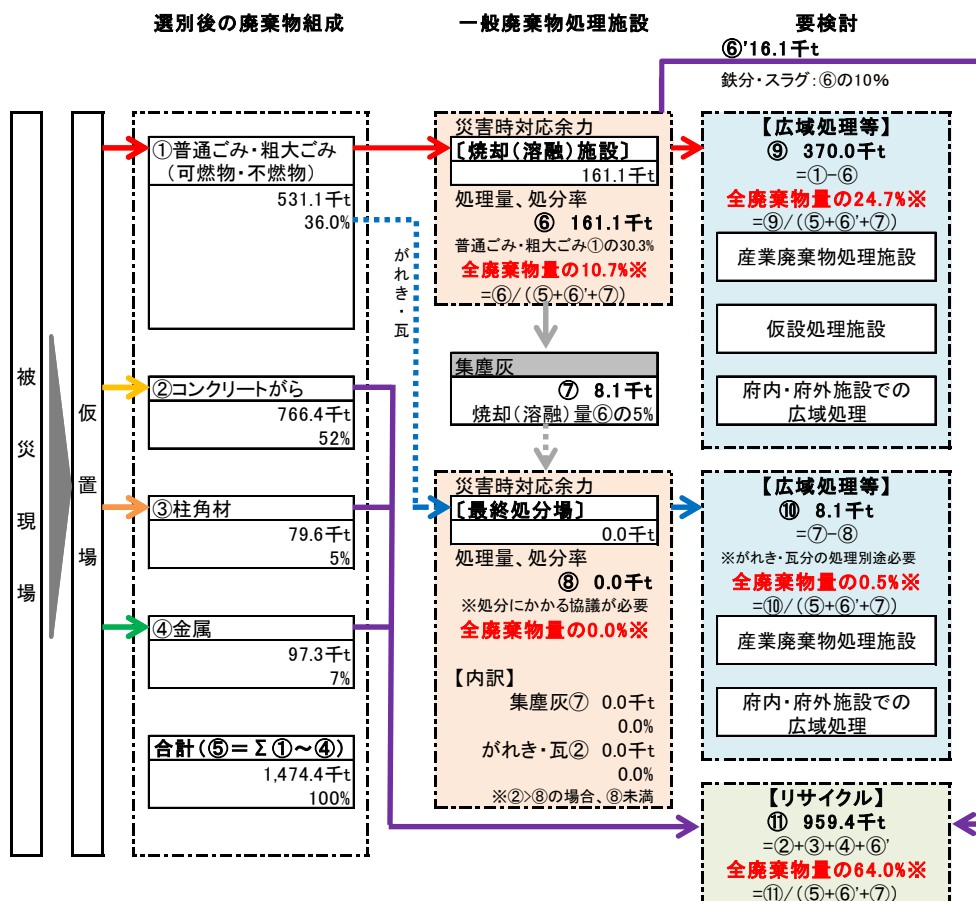 選別後の廃棄物組成
一般廃棄物処理施設
要検討
⑥'16.1千t
鉄分・スラグ：⑥の10%
被災現場
仮置場
①普通ごみ・粗大ごみ
（可燃物・不燃物）
531.1千t
36.0%
がれき・瓦
②コンクリートがら
766.4千t
52%
③柱角材
79.6千t
5%
④金属
97.3千t
7%
合計（⑤＝Σ①～④）
1,474.4千t
100%
災害時対応余力
〔焼却（溶融）施設〕
161.1千t
処理量、処分率
⑥ 161.1千t
普通ごみ・粗大ごみ①の30.3%
全廃棄物量の10.7%※
=⑥/（⑤+⑥'+⑦）
集塵灰
⑦ 8.1千t
焼却（溶融）量⑥の5%
災害時対応余力
〔最終処分場〕
0.0千t
処理量、処分率
⑧ 0.0千t
※処分にかかる協議が必要
全廃棄物量の0.0%※
【内訳】
集塵灰⑦ 0.0千t
0.0%
がれき・瓦② 0.0千t
0.0%
※②>⑧の場合、⑧未満
【広域処理等】
⑨ 370.0千t
=①-⑥
全廃棄物量の24.7%※
=⑨/（⑤+⑥'+⑦）
産業廃棄物処理施設
仮設処理施設
府内・府外施設での
広域処理
【広域処理等】
⑩ 8.1千t
=⑦-⑧
※がれき・瓦分の処理別途必要
全廃棄物量の0.5%※
=⑩/（⑤+⑥'+⑦）
産業廃棄物処理施設
府内・府外施設での
広域処理
【リサイクル】
⑪ 959.4千t
=②+③+④+⑥'
全廃棄物量の64.0%※
=⑪/（⑤+⑥'+⑦）